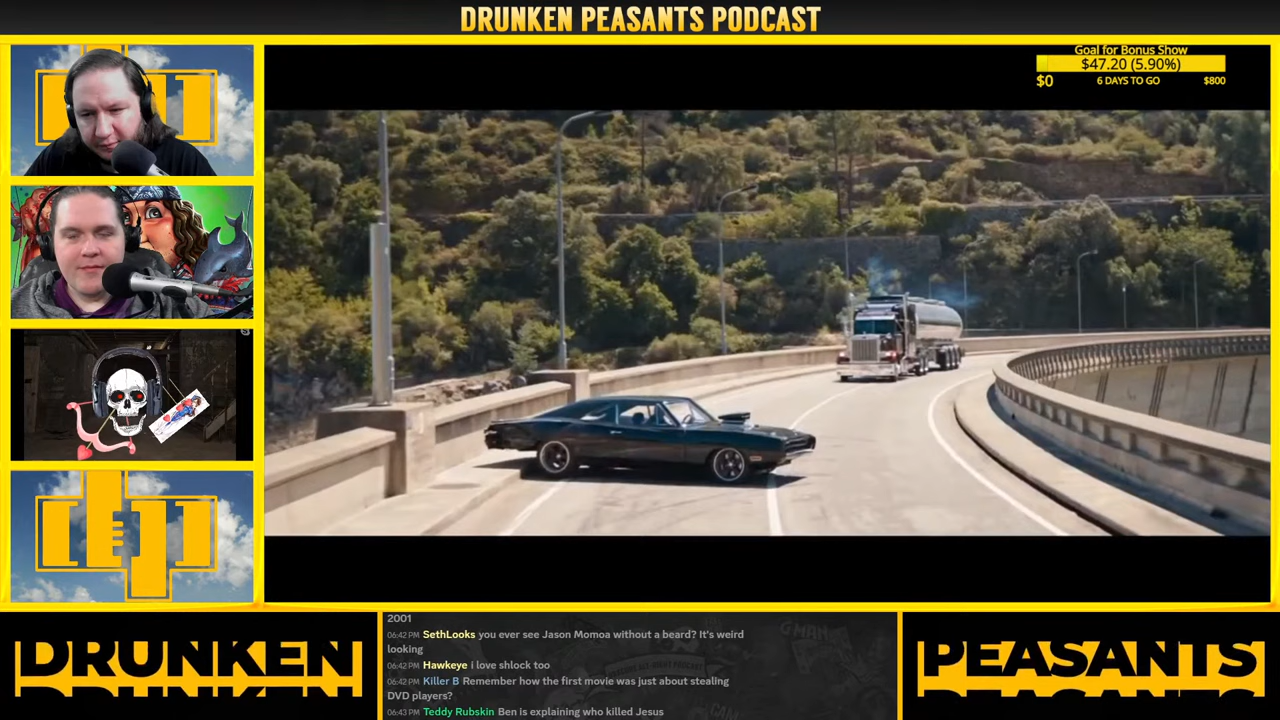 DRUNKEN PEASANTS PODCAST
Goal for Bonus Show
$47.20 (5.90%)
$0 6 DAYS TO GO $800
2001
06:42 PM SethLooks you ever see Jason Momoa without a beard? It's weird
looking
06:42 PM Hawkeye i love shlock too
06:42 PM Killer B Remember how the first movie was just about stealing
DVD players?
06:43 PM Teddy Rubskin Ben is explaining who killed Jesus
DRUNKEN
PEASANTS